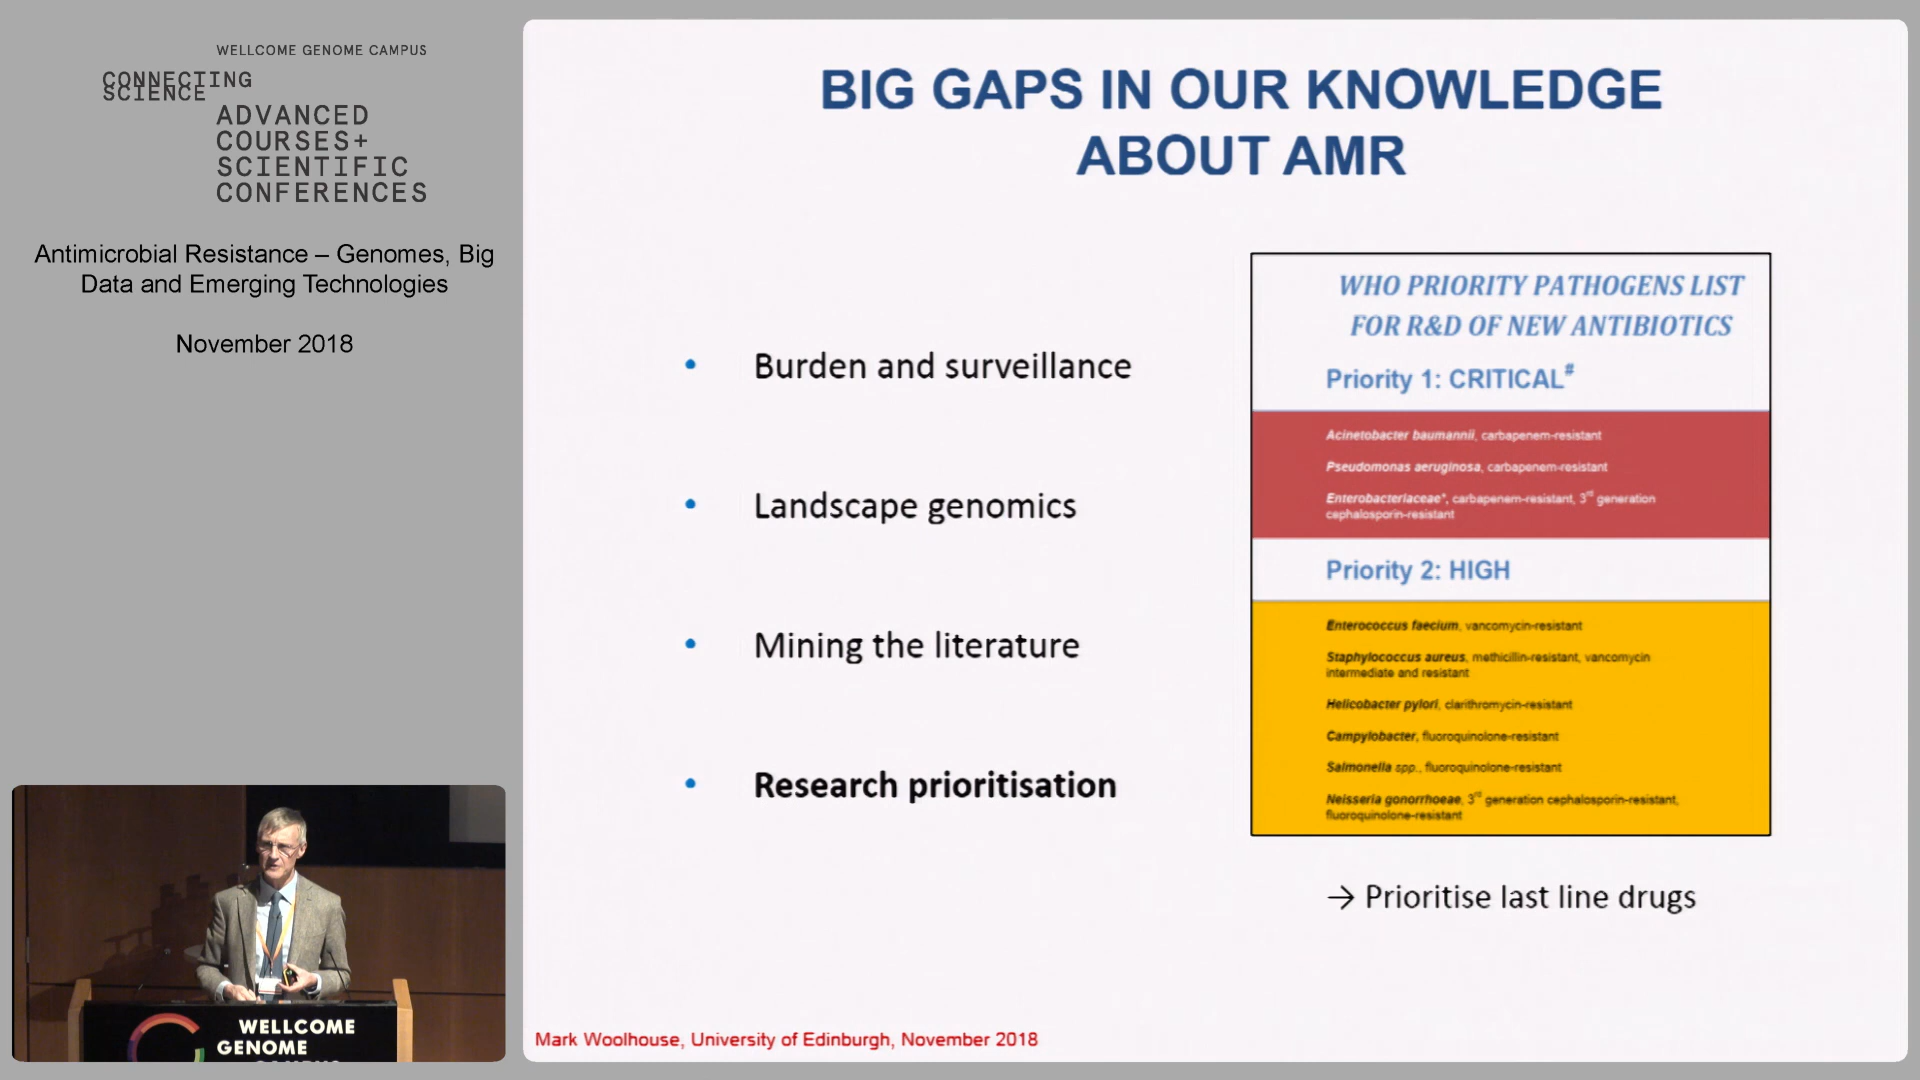 WELLCOME GENOME CAMPUS
CONNECTING
SCIENCE
ADVANCED
COURSES+
SCIENTIFIC
CONFERENCES
Antimicrobial Resistance – Genomes, Big
Data and Emerging Technologies
November 2018
BIG GAPS IN OUR KNOWLEDGE
ABOUT AMR
• Burden and surveillance
• Landscape genomics
• Mining the literature
• Research prioritisation
WHO PRIORITY PATHOGENS LIST
FOR R&D OF NEW ANTIBIOTICS
Priority 1: CRITICAL#
Acinetobacter baumannii, carbapenem-resistant
Pseudomonas aeruginosa, carbapenem-resistant
Enterobacteriaceae*, carbapenem-resistant, 3rd generation
cephalosporin-resistant
Priority 2: HIGH
Enterococcus faecium, vancomycin-resistant
Staphylococcus aureus, methicillin-resistant, vancomycin
intermediate and resistant
Helicobacter pylori, clarithromycin-resistant
Campylobacter, fluoroquinolone-resistant
Salmonella spp., fluoroquinolone-resistant
Neisseria gonorrhoeae, 3rd generation cephalosporin-resistant,
fluoroquinolone-resistant
→ Prioritise last line drugs
Mark Woolhouse, University of Edinburgh, November 2018
WELLCOME
GENOME